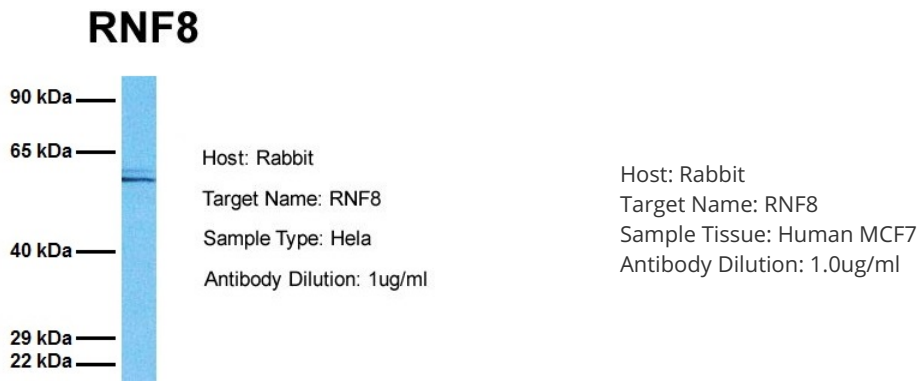 RNF8
90 kDa
65 kDa
40 kDa
29 kDa
22 kDa
Host: Rabbit
Target Name: RNF8
Sample Type: Hela
Antibody Dilution: 1ug/ml
Host: Rabbit
Target Name: RNF8
Sample Tissue: Human MCF7
Antibody Dilution: 1.0ug/ml